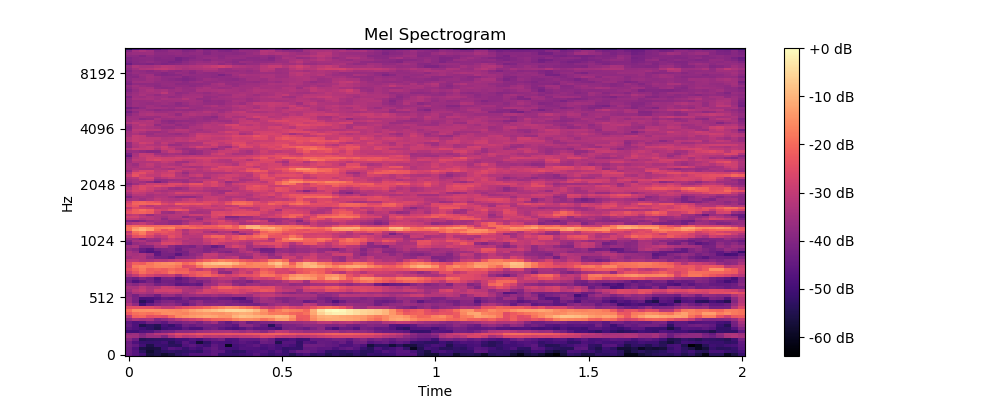 Mel Spectrogram
Hz
8192
4096
2048
1024
512
0
0 0.5 1 1.5 2
Time
+0 dB
-10 dB
-20 dB
-30 dB
-40 dB
-50 dB
-60 dB